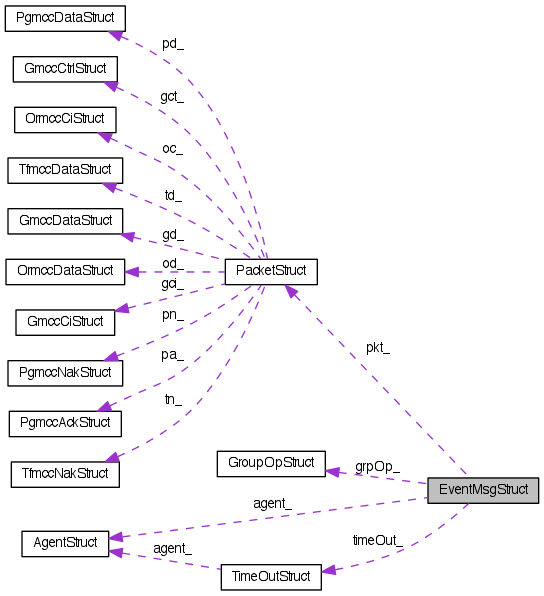 PgmccDataStruct
pd_
GmccCtrlStruct
gct_
OrmccCiStruct
oc_
TfmccDataStruct
td_
GmccDataStruct
gd_
OrmccDataStruct
od_
PacketStruct
gci_
GmccCiStruct
pn_
pkt_
PgmccNakStruct
pa_
PgmccAckStruct
tn_
TfmccNakStruct
GroupOpStruct
grpOp_
EventMsgStruct
agent_
AgentStruct
agent_
timeOut_
TimeOutStruct